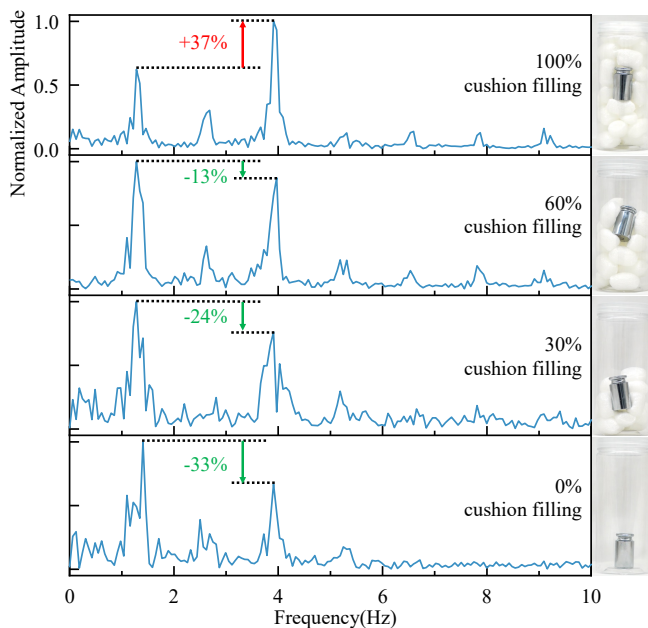 Normalized Amplitude
1.0
0.5
0.0
+37%
100%
cushion filling
-13%
60%
cushion filling
-24%
30%
cushion filling
-33%
0%
cushion filling
0 2 4 6 8 10
Frequency(Hz)